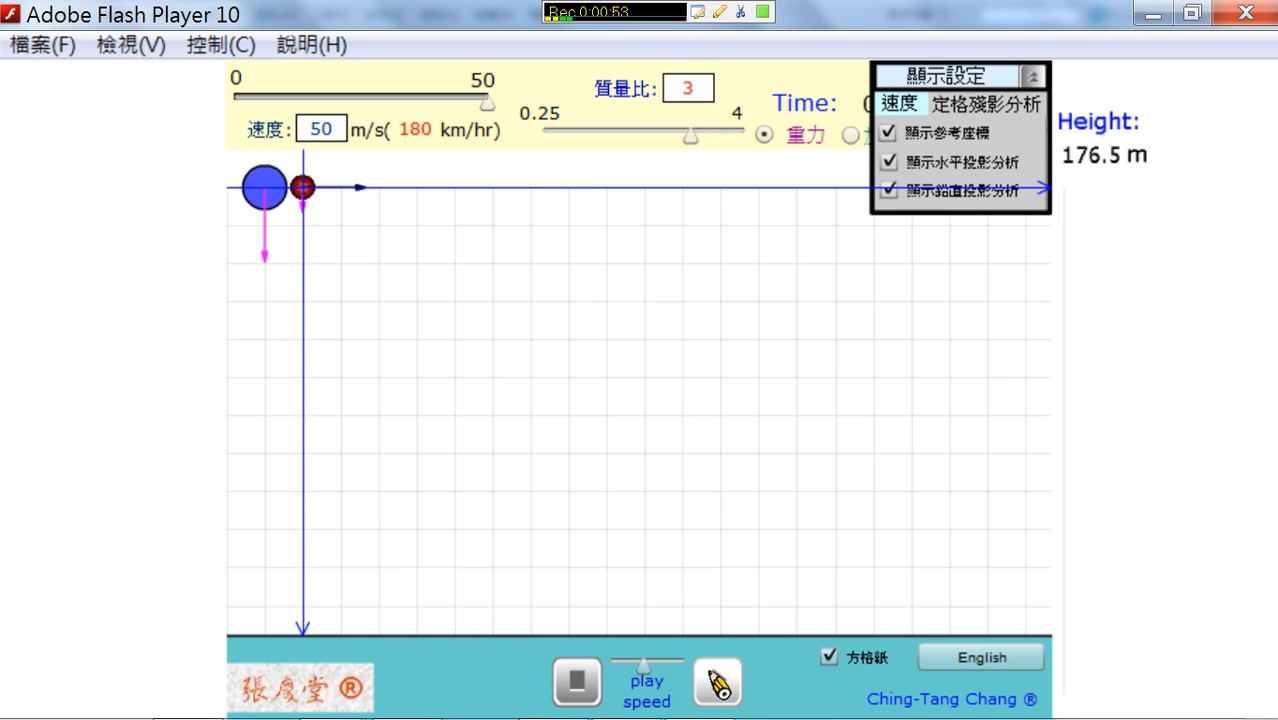 Adobe Flash Player 10
Rec 0:00:53
檔案(F) 檢視(V) 控制(C) 說明(H)
0 50
速度: 50 m/s( 180 km/hr)
質量比: 3
0.25 4
Time: 
重力
顯示設定
速度 定格殘影分析
顯示參考座標
顯示水平投影分析
顯示鉛直投影分析
Height:
176.5 m
張慶堂 ®
play
speed
方格紙
English
Ching-Tang Chang ®